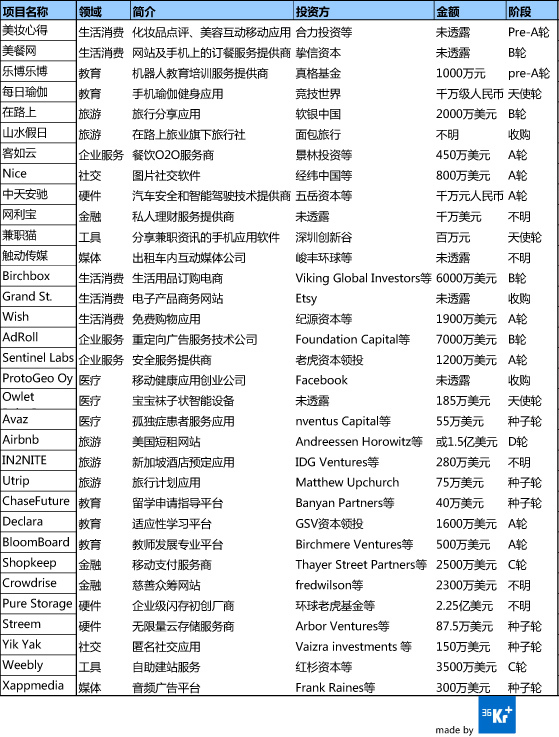 项目名称 领域 简介 投资方 金额 阶段
美妆心得 生活消费 化妆品点评、美容互动移动应用 合力投资等 未透露 Pre-A轮
美餐网 生活消费 网站及手机上的订餐服务提供商 挚信资本 未透露 B轮
乐博乐博 教育 机器人教育培训服务提供商 真格基金 1000万元 pre-A轮
每日瑜伽 教育 手机瑜伽健身应用 竞技世界 千万级人民币 天使轮
在路上 旅游 旅行分享应用 软银中国 2000万美元 B轮
山水假日 旅游 在路上旅业旗下旅行社 面包旅行 不明 收购
客如云 企业服务 餐饮O2O服务商 景林投资等 450万美元 A轮
Nice 社交 图片社交软件 经纬中国等 800万美元 A轮
中天安驰 硬件 汽车安全和智能驾驶技术提供商 五岳资本等 千万元人民币 A轮
网利宝 金融 私人理财服务提供商 未透露 千万美元 不明
兼职猫 工具 分享兼职资讯的手机应用软件 深圳创新谷 百万元 天使轮
触动传媒 媒体 出租车内互动媒体公司 峻丰环球等 未透露 不明
Birchbox 生活消费 生活用品订购电商 Viking Global Investors等 6000万美元 B轮
Grand St. 生活消费 电子产品商务网站 Etsy 未透露 收购
Wish 生活消费 免费购物应用 纪源资本等 1900万美元 A轮
AdRoll 企业服务 重定向广告服务技术公司 Foundation Capital等 7000万美元 B轮
Sentinel Labs 企业服务 安全服务提供商 老虎资本领投 1200万美元 A轮
ProtoGeo Oy 医疗 移动健康应用创业公司 Facebook 未透露 收购
Owlet 医疗 宝宝袜子状智能设备 未透露 185万美元 天使轮
Avaz 医疗 孤独症患者服务应用 nventus Capital等 55万美元 种子轮
Airbnb 旅游 美国短租网站 Andreessen Horowitz等 或1.5亿美元 D轮
IN2NITE 旅游 新加坡酒店预定应用 IDG Ventures等 280万美元 不明
Utrip 旅游 旅行计划应用 Matthew Upchurch 75万美元 种子轮
ChaseFuture 教育 留学申请指导平台 Banyan Partners等 40万美元 种子轮
Declara 教育 适应性学习平台 GSV资本领投 1600万美元 A轮
BloomBoard 教育 教师发展专业平台 Birchmere Ventures等 500万美元 A轮
Shopkeep 金融 移动支付服务商 Thayer Street Partners等 2500万美元 C轮
Crowdrise 金融 慈善众筹网站 fredwilson等 2300万美元 不明
Pure Storage 硬件 企业级闪存初创厂商 环球老虎基金等 2.25亿美元 不明
Streem 硬件 无限量云存储服务商 Arbor Ventures等 87.5万美元 种子轮
Yik Yak 社交 匿名社交应用 Vaizra investments 等 150万美元 种子轮
Weebly 工具 自助建站服务 红杉资本等 3500万美元 C轮
Xappmedia 媒体 音频广告平台 Frank Raines等 300万美元 种子轮
made by 36Kr+